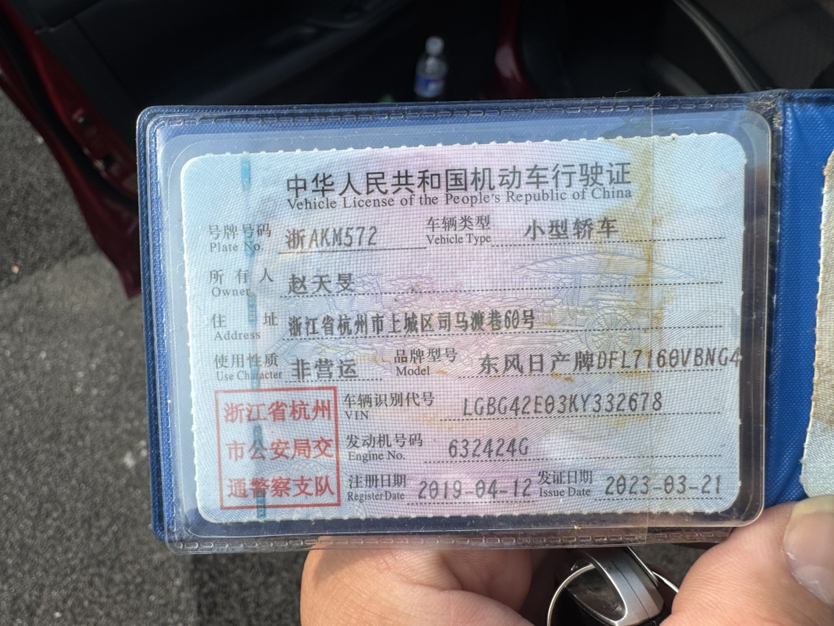 中华人民共和国机动车行驶证
Vehicle License of the People's Republic of China
号牌号码 浙AKM572 车辆类型 小型轿车
Plate No. Vehicle Type
所有人 赵天旻
Owner
住址 浙江省杭州市上城区司马渡巷60号
Address
使用性质 非营运 品牌型号 东风日产牌DFL7160VBNG4
Use Character Model
浙江省杭州
市公安局交
通警察支队
车辆识别代号 LGBG42E03KY332678
VIN
发动机号码 632424G
Engine No.
注册日期 2019-04-12 发证日期 2023-03-21
Register Date Issue Date